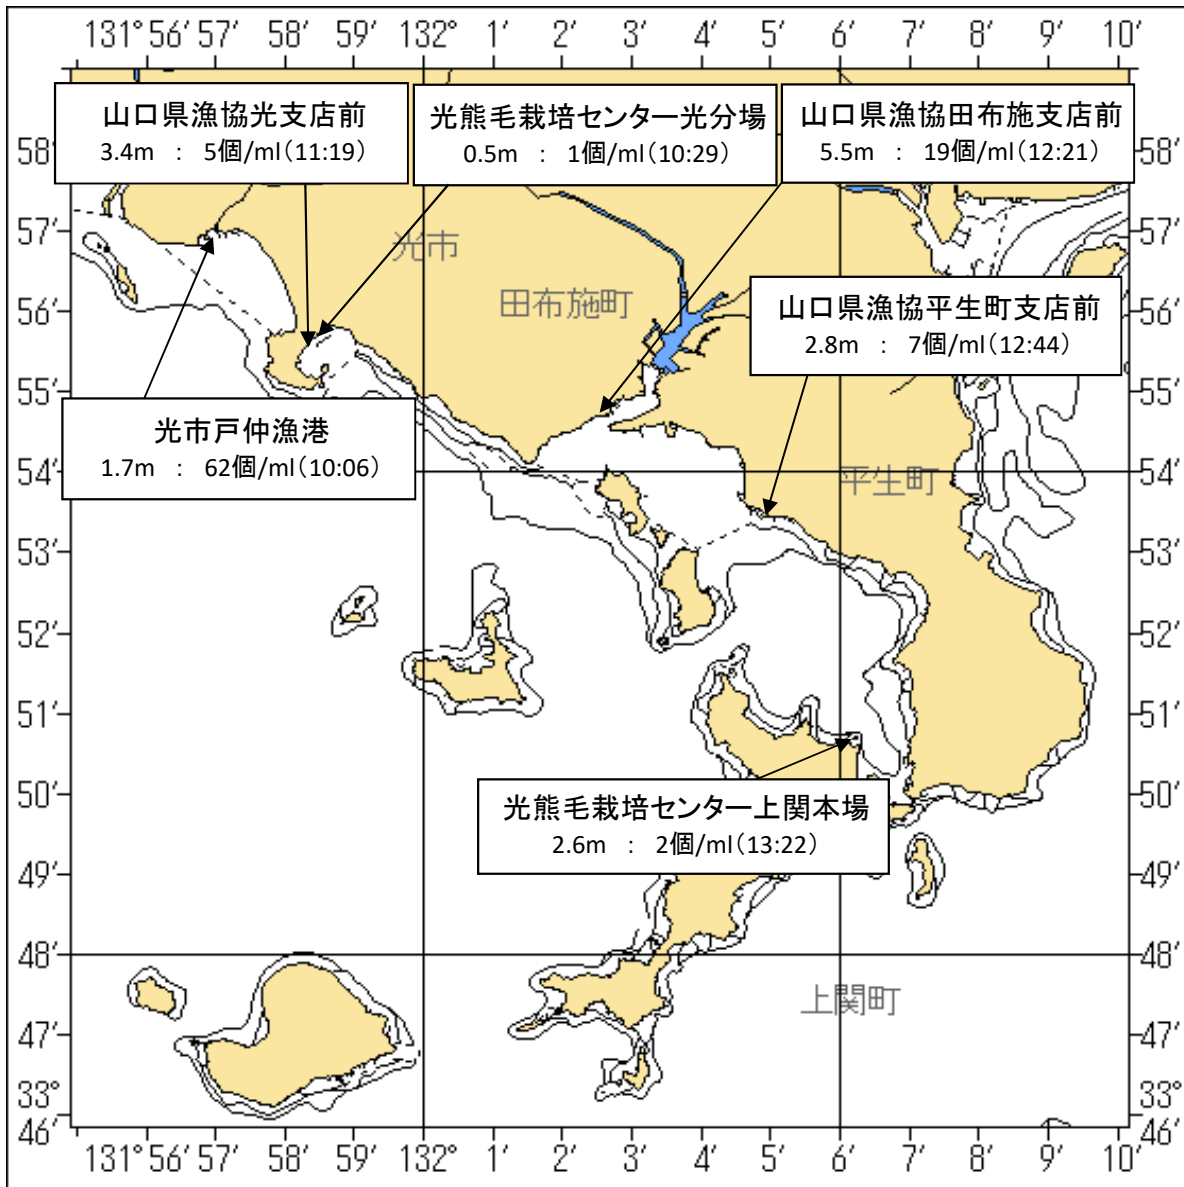 131° 56′ 57′ 58′ 59′ 132° 1′ 2′ 3′ 4′ 5′ 6′ 7′ 8′ 9′ 10′
山口県漁協光支店前
3.4m : 5個/ml(11:19)
光熊毛栽培センター光分場
0.5m : 1個/ml(10:29)
山口県漁協田布施支店前
5.5m : 19個/ml(12:21)
58′ 58′
57′ 57′
光市
田布施町
56′ 56′
山口県漁協平生町支店前
2.8m : 7個/ml(12:44)
55′ 55′
光市戸仲漁港
1.7m : 62個/ml(10:06)
54′ 54′
平生町
53′ 53′
52′ 52′
51′ 51′
50′ 50′
光熊毛栽培センター上関本場
2.6m : 2個/ml(13:22)
49′ 49′
48′ 48′
上関町
47′ 47′
33° 33°
46′ 46′
131° 56′ 57′ 58′ 59′ 132° 1′ 2′ 3′ 4′ 5′ 6′ 7′ 8′ 9′ 10′